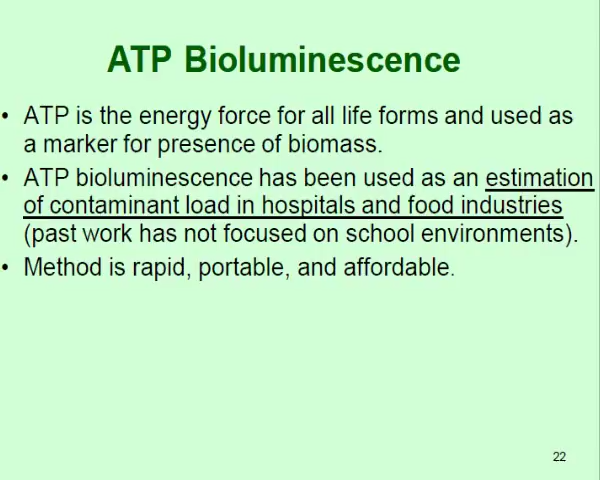 ATP Bioluminescence
• ATP is the energy force for all life forms and used as
a marker for presence of biomass.
• ATP bioluminescence has been used as an estimation
of contaminant load in hospitals and food industries
(past work has not focused on school environments).
• Method is rapid, portable, and affordable.
22